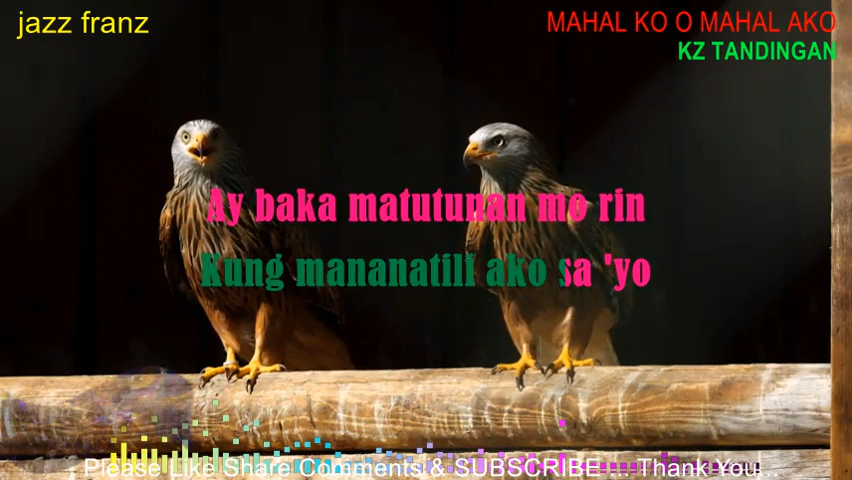 jazz franz
MAHAL KO O MAHAL AKO
KZ TANDINGAN
Ay baka matutunan mo rin
Kung mananatili ako sa 'yo
Please Like Share Comments & SUBSCRIBE ... Thank You...